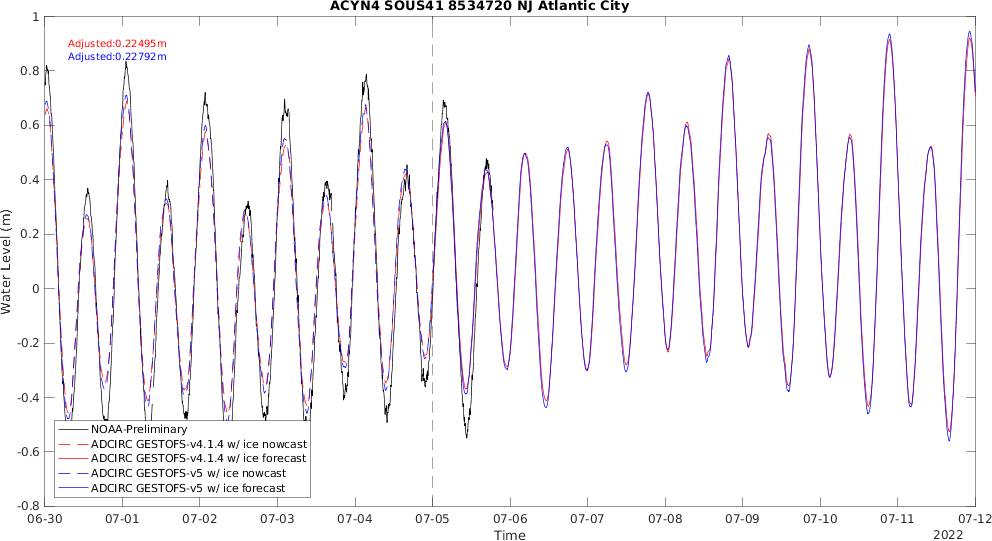 ACYN4 SOUS41 8534720 NJ Atlantic City
Adjusted:0.22495m
Adjusted:0.22792m
Water Level (m)
1
0.8
0.6
0.4
0.2
0
-0.2
-0.4
-0.6
-0.8
NOAA-Preliminary
ADCIRC GESTOFS-v4.1.4 w/ ice nowcast
ADCIRC GESTOFS-v4.1.4 w/ ice forecast
ADCIRC GESTOFS-v5 w/ ice nowcast
ADCIRC GESTOFS-v5 w/ ice forecast
06-30 07-01 07-02 07-03 07-04 07-05 07-06 07-07 07-08 07-09 07-10 07-11 07-12
Time
2022